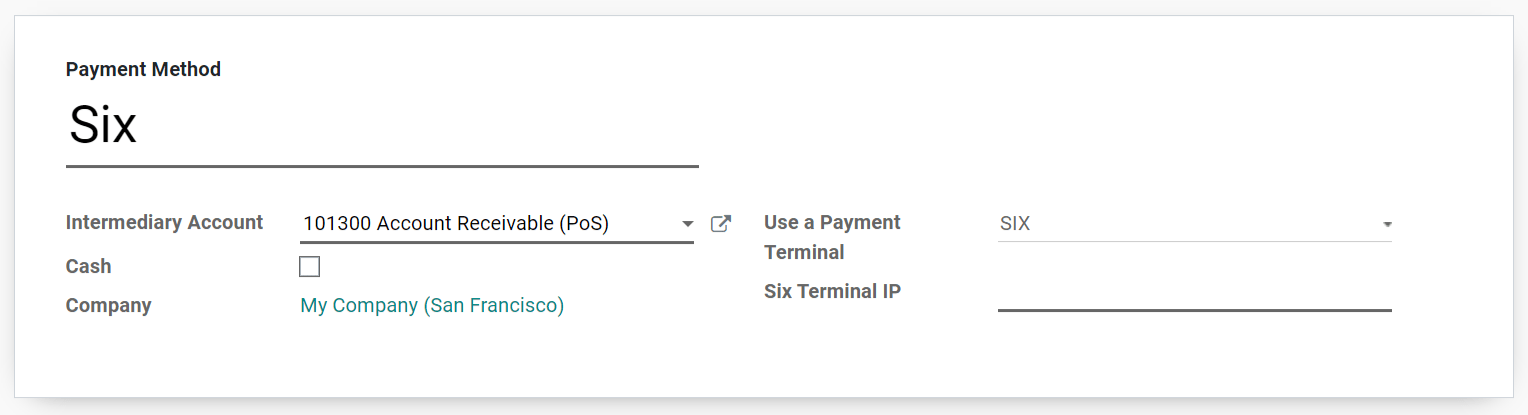 Payment Method
Six
Intermediary Account 101300 Account Receivable (PoS)
Cash
Company My Company (San Francisco)
Use a Payment SIX
Terminal
Six Terminal IP